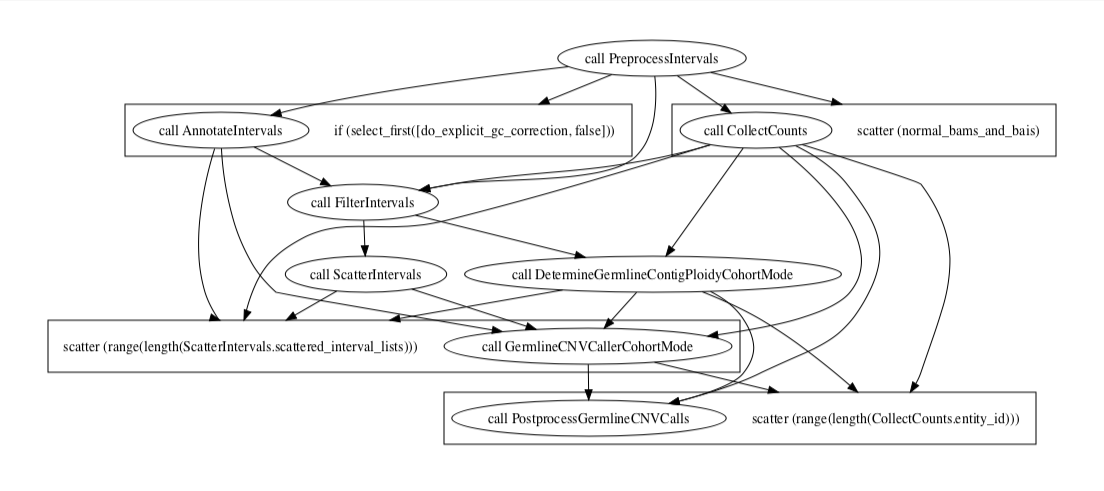 call PreprocessIntervals
call AnnotateIntervals
if (select_first([do_explicit_gc_correction, false]))
call CollectCounts
scatter (normal_bams_and_bais)
call FilterIntervals
call ScatterIntervals
call DetermineGermlineContigPloidyCohortMode
scatter (range(length(ScatterIntervals.scattered_interval_lists)))
call GermlineCNVCallerCohortMode
call PostprocessGermlineCNVCalls
scatter (range(length(CollectCounts.entity_id)))